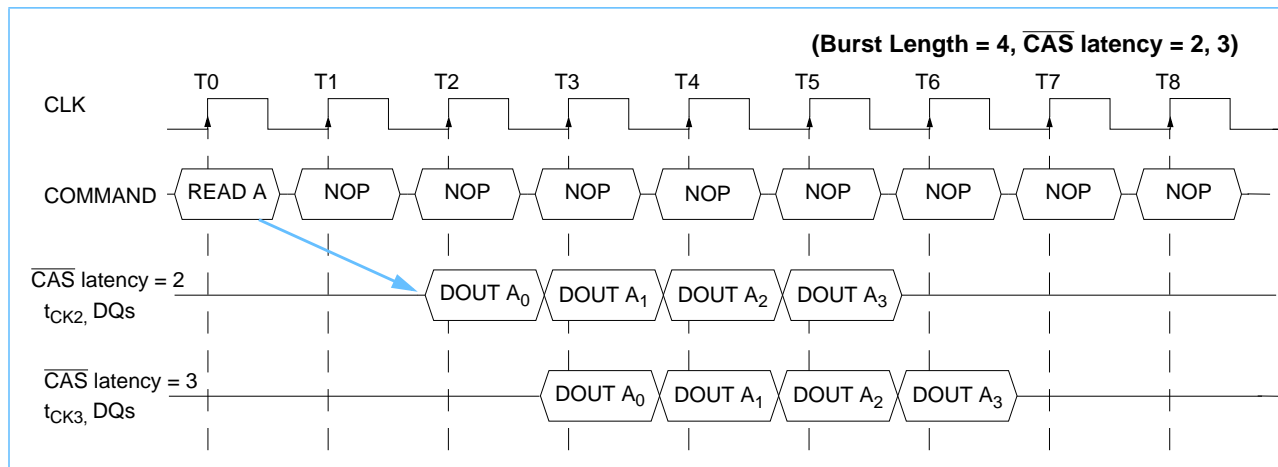 (Burst Length = 4, CAS latency = 2, 3)
T0 T1 T2 T3 T4 T5 T6 T7 T8
CLK
COMMAND READ A NOP NOP NOP NOP NOP NOP NOP NOP
CAS latency = 2
tCK2, DQs
DOUT A0 DOUT A1 DOUT A2 DOUT A3
CAS latency = 3
tCK3, DQs
DOUT A0 DOUT A1 DOUT A2 DOUT A3